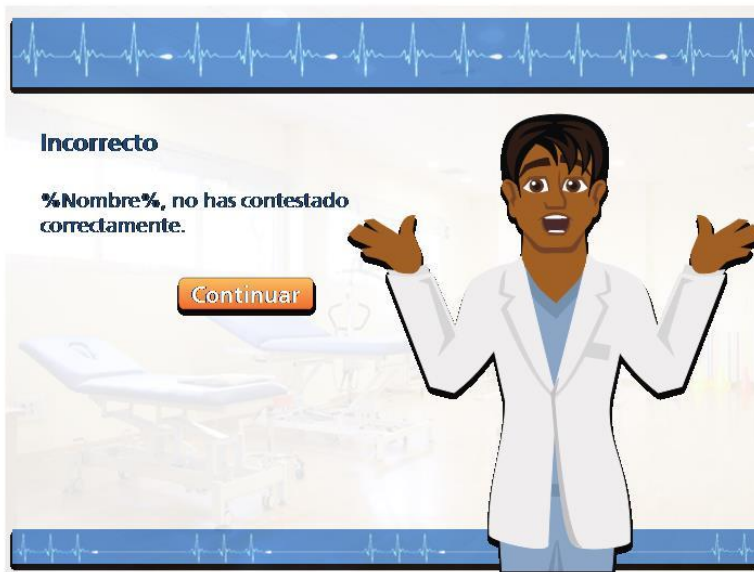 Incorrecto
%Nombre%, no has contestado
correctamente.
Continuar